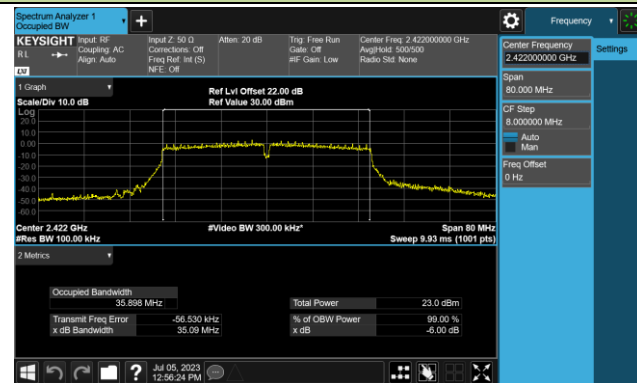 Spectrum Analyzer 1
Occupied BW
Frequency
KEYSIGHT
RL
LXI
Input: RF
Coupling: AC
Align: Auto
Input Z: 50 Ω
Corrections: Off
Freq Ref: Int (S)
NFE: Off
Atten: 20 dB
Trig: Free Run
Gate: Off
#IF Gain: Low
Center Freq: 2.422000000 GHz
Avg|Hold: 500/500
Radio Std: None
Center Frequency
2.422000000 GHz
Settings
Span
80.000 MHz
CF Step
8.000000 MHz
Auto
Man
Freq Offset
0 Hz
1 Graph
Scale/Div 10.0 dB
Ref Lvl Offset 22.00 dB
Ref Value 30.00 dBm
Log
20.0
10.0
0.00
-10.0
-20.0
-30.0
-40.0
-50.0
-60.0
Center 2.422 GHz
#Res BW 100.00 kHz
#Video BW 300.00 kHz*
Span 80 MHz
Sweep 9.93 ms (1001 pts)
2 Metrics
Occupied Bandwidth
35.898 MHz
Total Power 23.0 dBm
Transmit Freq Error -56.530 kHz
% of OBW Power 99.00 %
x dB Bandwidth 35.09 MHz
x dB -6.00 dB
?
Jul 05, 2023
12:56:24 PM